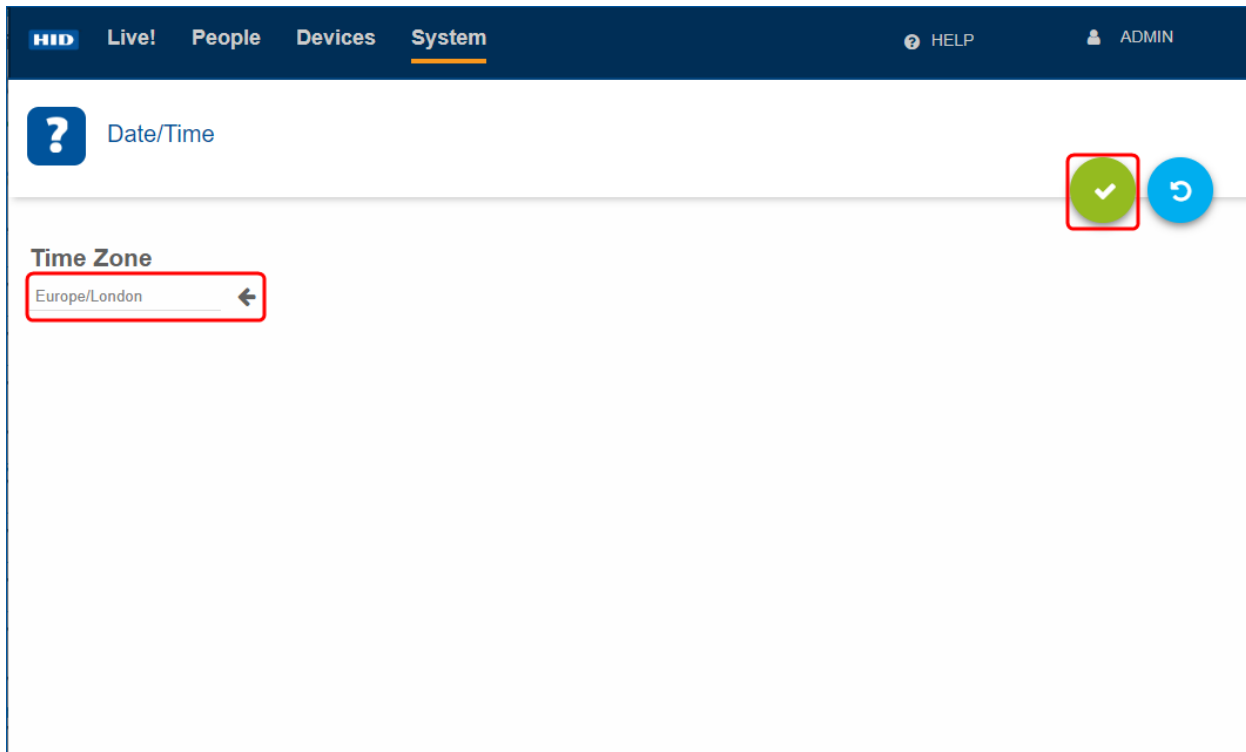 HID Live! People Devices System HELP ADMIN
Date/Time
Time Zone
Europe/London